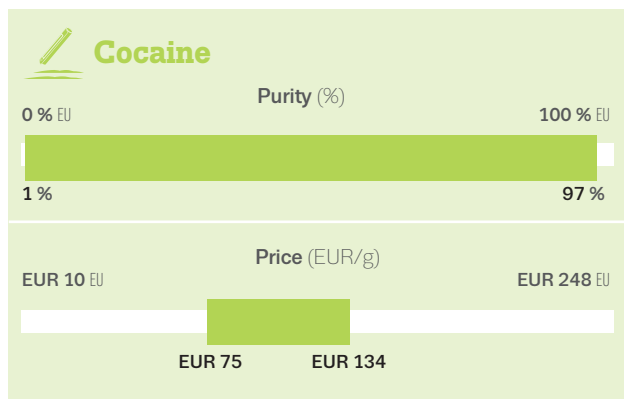 Cocaine
Purity (%)
0 % EU 100 % EU
1 % 97 %
Price (EUR/g)
EUR 10 EU EUR 248 EU
EUR 75 EUR 134